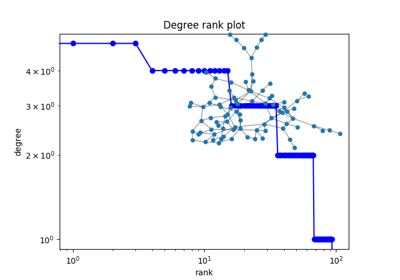 Degree rank plot
4 × 10⁰
3 × 10⁰
2 × 10⁰
10⁰
degree
10⁰ 10¹ 10²
rank